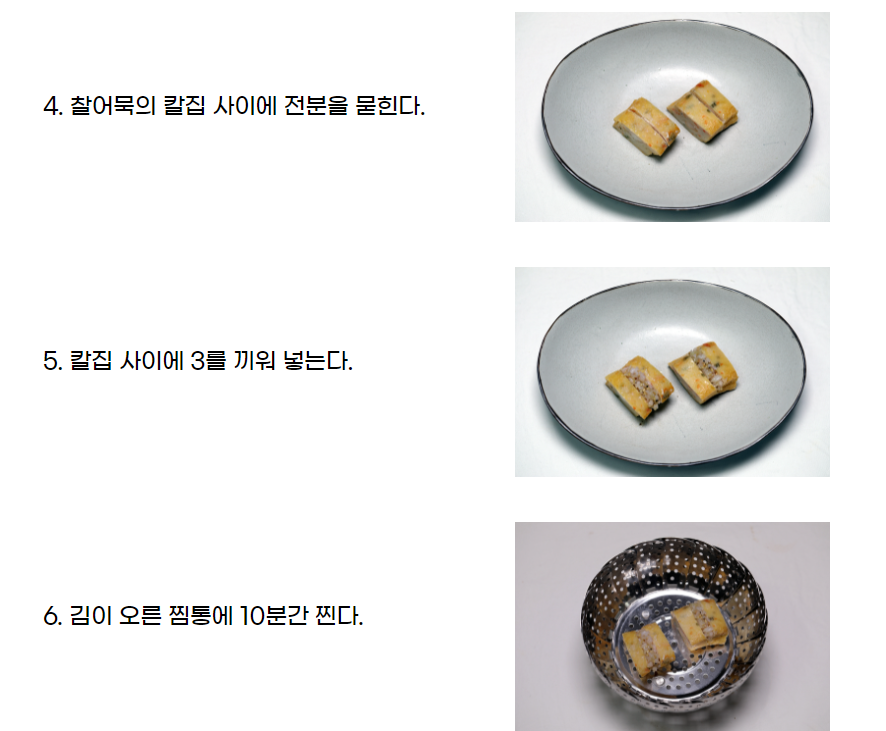 4. 찰어묵의 칼집 사이에 전분을 묻힌다.
5. 칼집 사이에 3를 끼워 넣는다.
6. 김이 오른 찜통에 10분간 찐다.